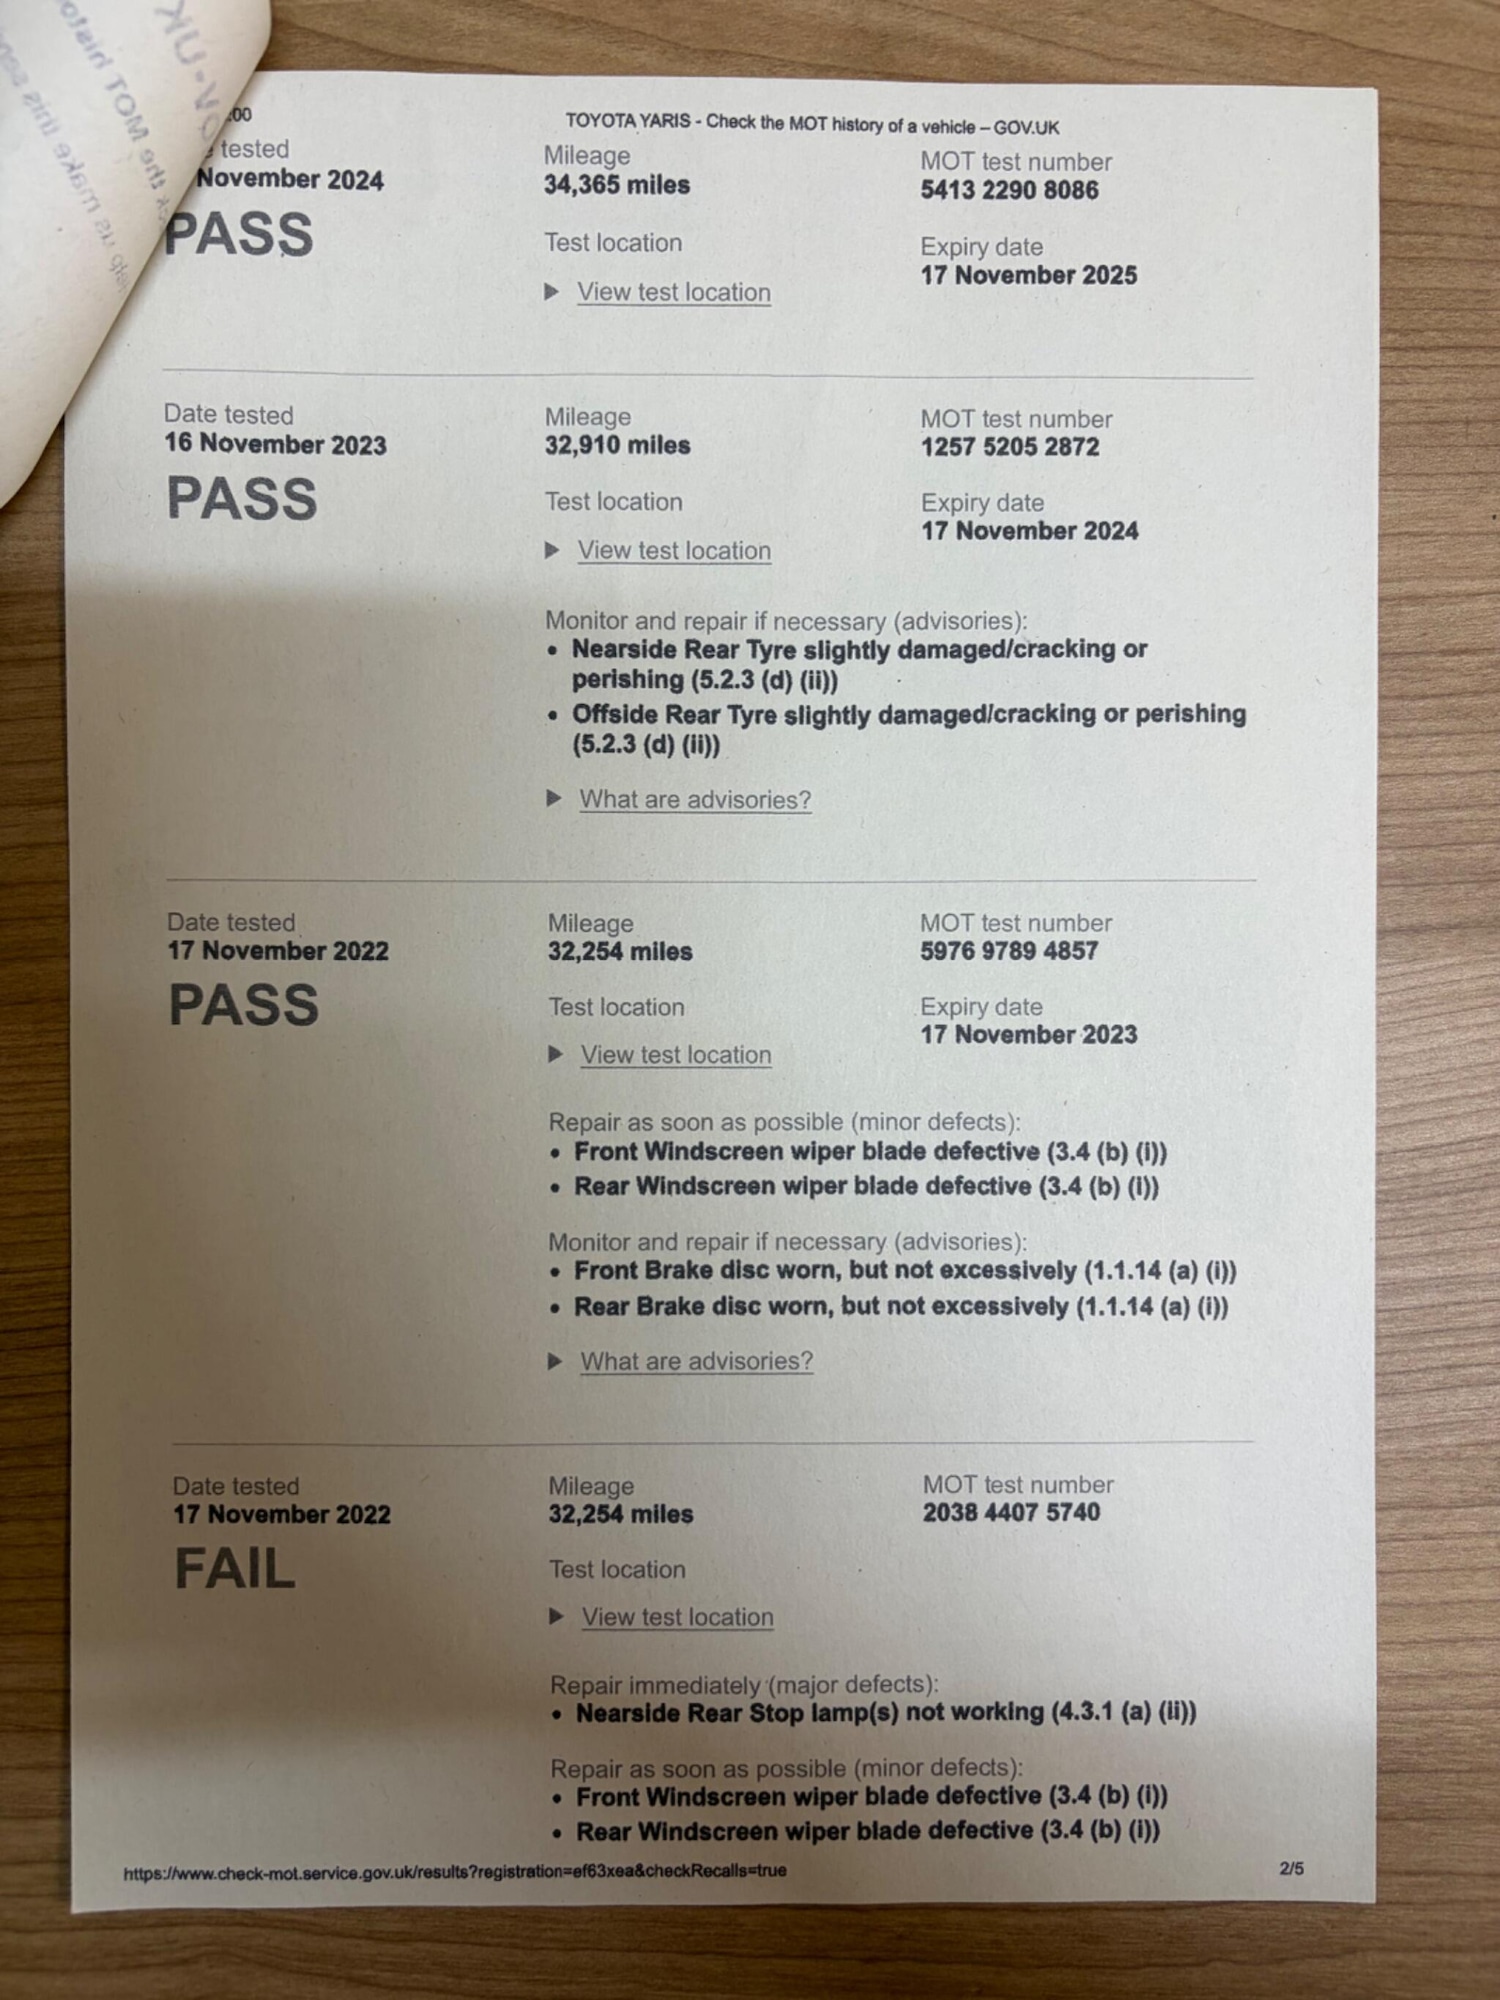 :00
TOYOTA YARIS - Check the MOT history of a vehicle – GOV.UK
tested
Mileage
MOT test number
November 2024
34,365 miles
5413 2290 8086
PASS
Test location
Expiry date
17 November 2025
▶ View test location
Date tested
Mileage
MOT test number
16 November 2023
32,910 miles
1257 5205 2872
PASS
Test location
Expiry date
17 November 2024
▶ View test location
Monitor and repair if necessary (advisories):
• Nearside Rear Tyre slightly damaged/cracking or
perishing (5.2.3 (d) (ii))
• Offside Rear Tyre slightly damaged/cracking or perishing
(5.2.3 (d) (ii))
▶ What are advisories?
Date tested
Mileage
MOT test number
17 November 2022
32,254 miles
5976 9789 4857
PASS
Test location
Expiry date
17 November 2023
▶ View test location
Repair as soon as possible (minor defects):
• Front Windscreen wiper blade defective (3.4 (b) (i))
• Rear Windscreen wiper blade defective (3.4 (b) (i))
Monitor and repair if necessary (advisories):
• Front Brake disc worn, but not excessively (1.1.14 (a) (i))
• Rear Brake disc worn, but not excessively (1.1.14 (a) (i))
▶ What are advisories?
Date tested
Mileage
MOT test number
17 November 2022
32,254 miles
2038 4407 5740
FAIL
Test location
▶ View test location
Repair immediately (major defects):
• Nearside Rear Stop lamp(s) not working (4.3.1 (a) (ii))
Repair as soon as possible (minor defects):
• Front Windscreen wiper blade defective (3.4 (b) (i))
• Rear Windscreen wiper blade defective (3.4 (b) (i))
https://www.check-mot.service.gov.uk/results?registration=ef63xea&checkRecalls=true
2/5